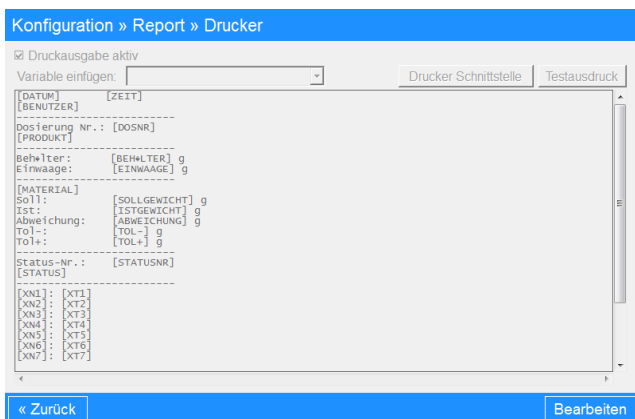 Konfiguration » Report » Drucker
Druckausgabe aktiv
Variable einfügen:
Drucker Schnittstelle
Testausdruck
[DATUM] [ZEIT]
[BENUTZER]
------------------------
Dosierung Nr.: [DOSNR]
[PRODUKT]
------------------------
Beh◆lter: [BEH◆LTER] g
Einwaage: [EINWAAGE] g
------------------------
[MATERIAL]
Soll: [SOLLGEWICHT] g
Ist: [ISTGEWICHT] g
Abweichung: [ABWEICHUNG] g
Tol-: [TOL-] g
Tol+: [TOL+] g
------------------------
Status-Nr.: [STATUSNR]
[STATUS]
------------------------
[XN1]: [XT1]
[XN2]: [XT2]
[XN3]: [XT3]
[XN4]: [XT4]
[XN5]: [XT5]
[XN6]: [XT6]
[XN7]: [XT7]
« Zurück
Bearbeiten